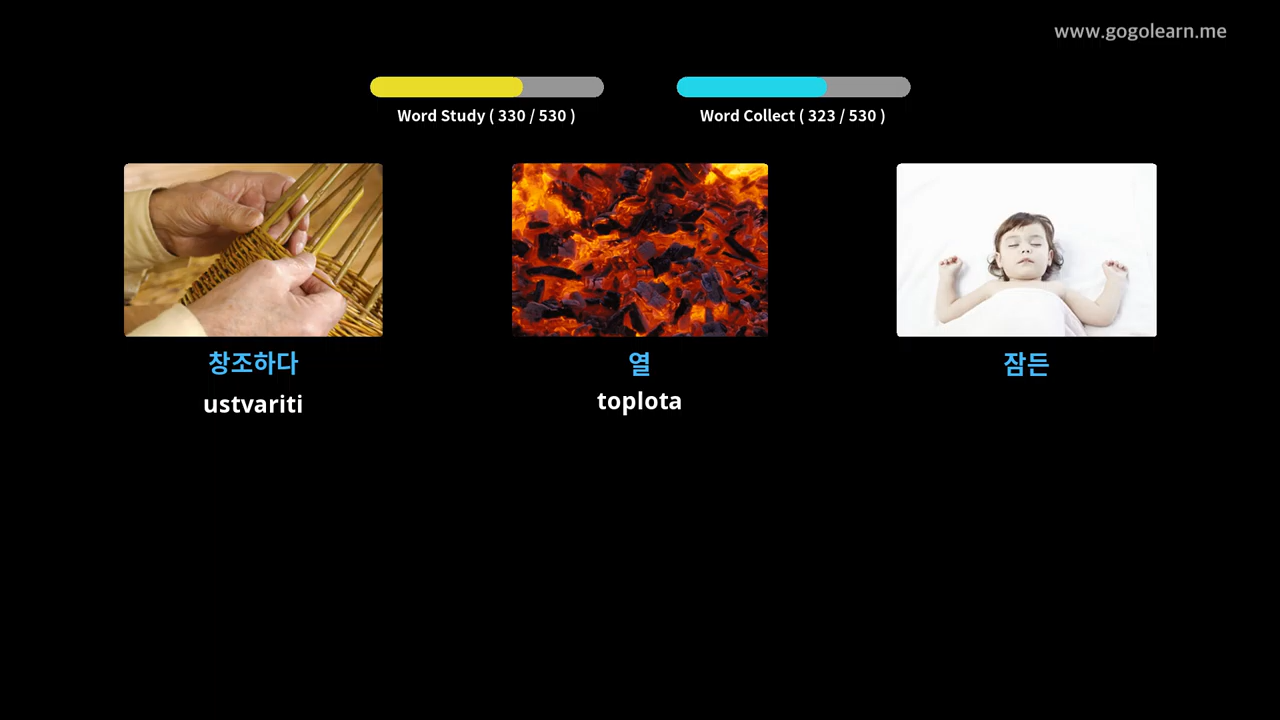 www.gogolearn.me
Word Study ( 330 / 530 )
Word Collect ( 323 / 530 )
창조하다
열
잠든
ustvariti
toplota